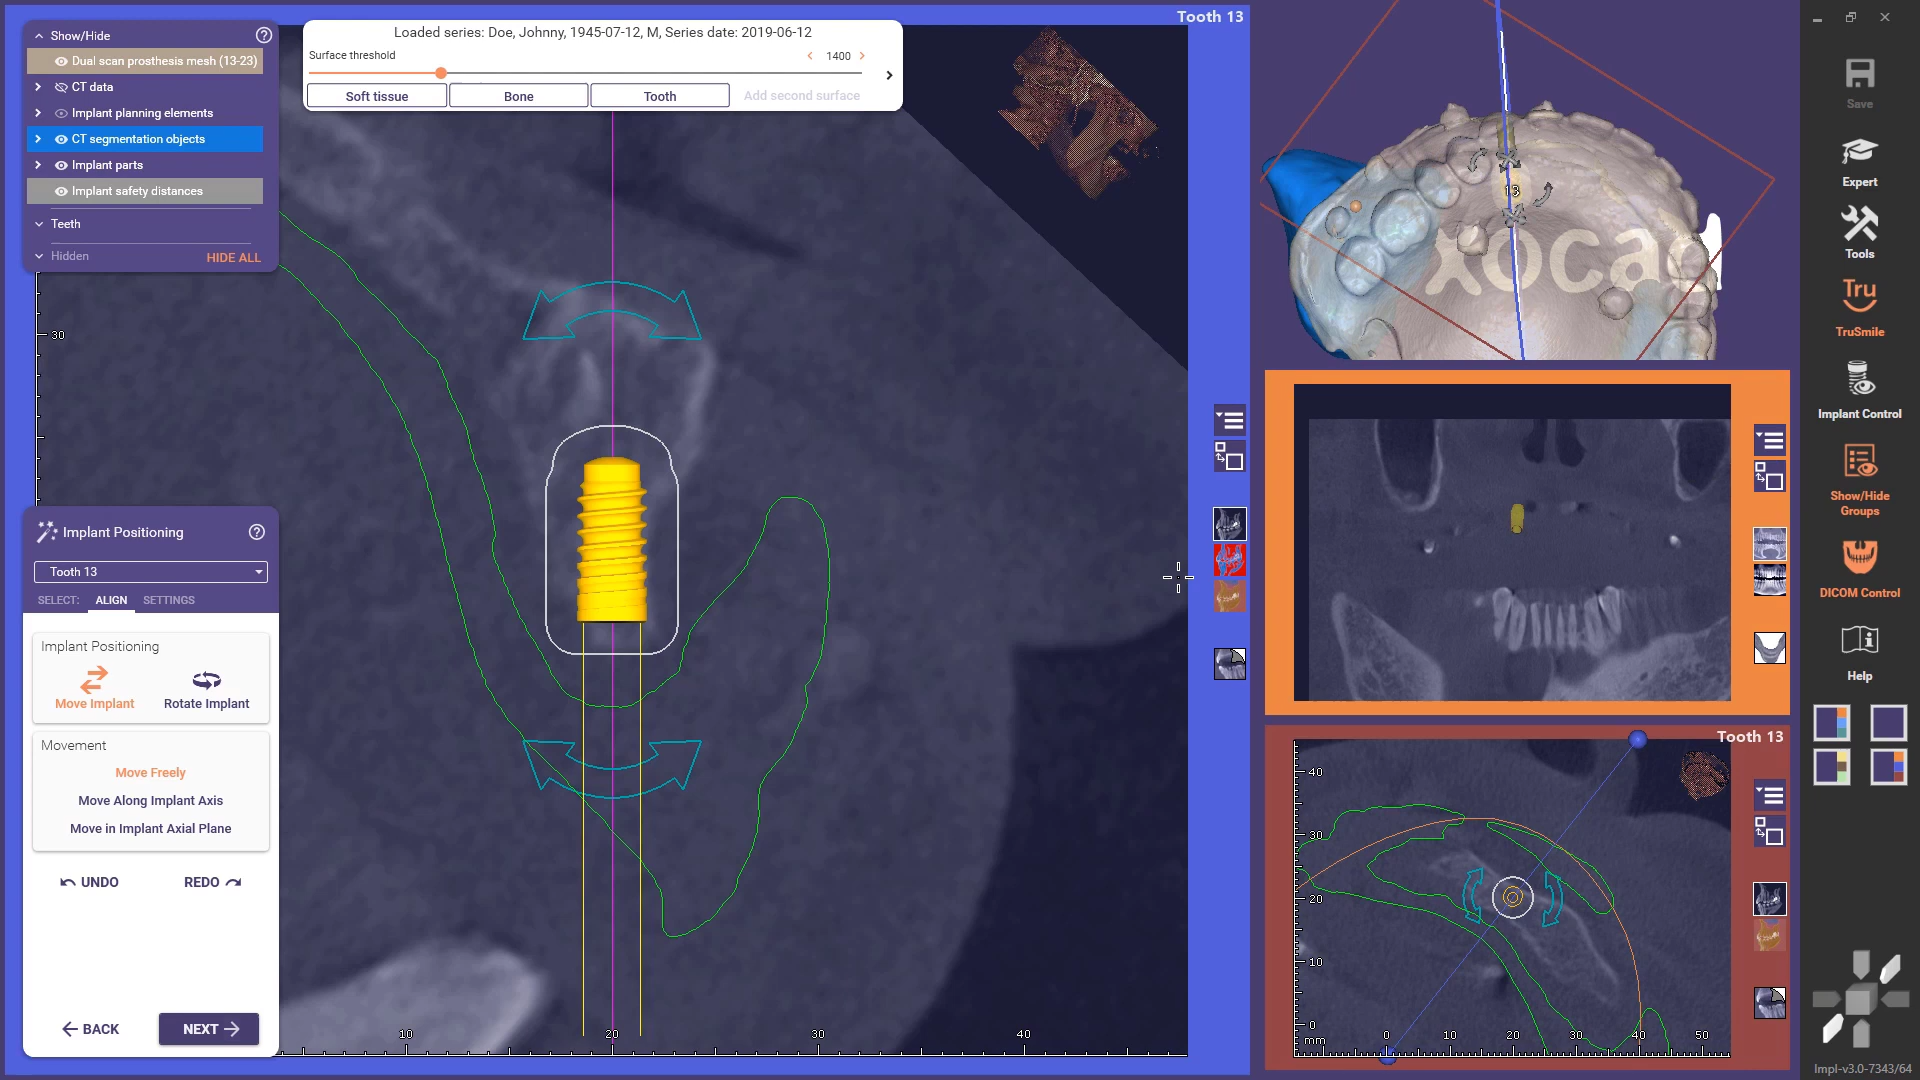 Show/Hide
Dual scan prosthesis mesh (13-23)
CT data
Implant planning elements
CT segmentation objects
Implant parts
Implant safety distances
Teeth
Hidden
HIDE ALL
Loaded series: Doe, Johnny, 1945-07-12, M, Series date: 2019-06-12
Surface threshold
1400
Soft tissue
Bone
Tooth
Add second surface
Tooth 13
30
10
20
30
40
Implant Positioning
Tooth 13
SELECT:
ALIGN
SETTINGS
Implant Positioning
Move Implant
Rotate Implant
Movement
Move Freely
Move Along Implant Axis
Move in Implant Axial Plane
UNDO
REDO
BACK
NEXT
13
xocad
Tooth 13
40
30
20
10
0
mm
0
10
20
30
40
50
Save
Expert
Tools
Tru
TruSmile
Implant Control
Show/Hide
Groups
DICOM Control
Help
Impl-v3.0-7343/64